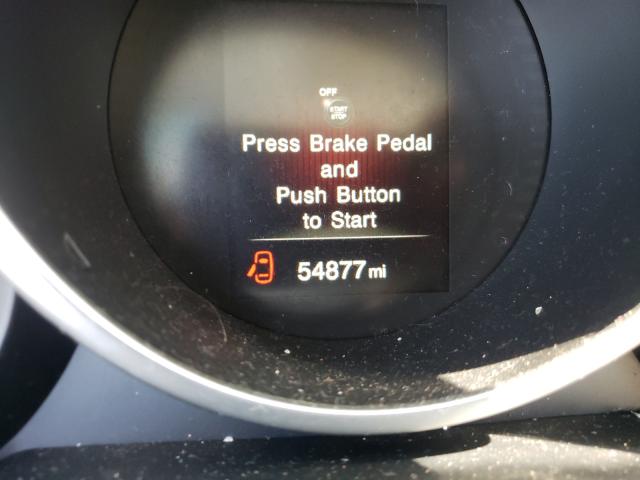 OFF
START
STOP
Press Brake Pedal
and
Push Button
to Start
54877 mi